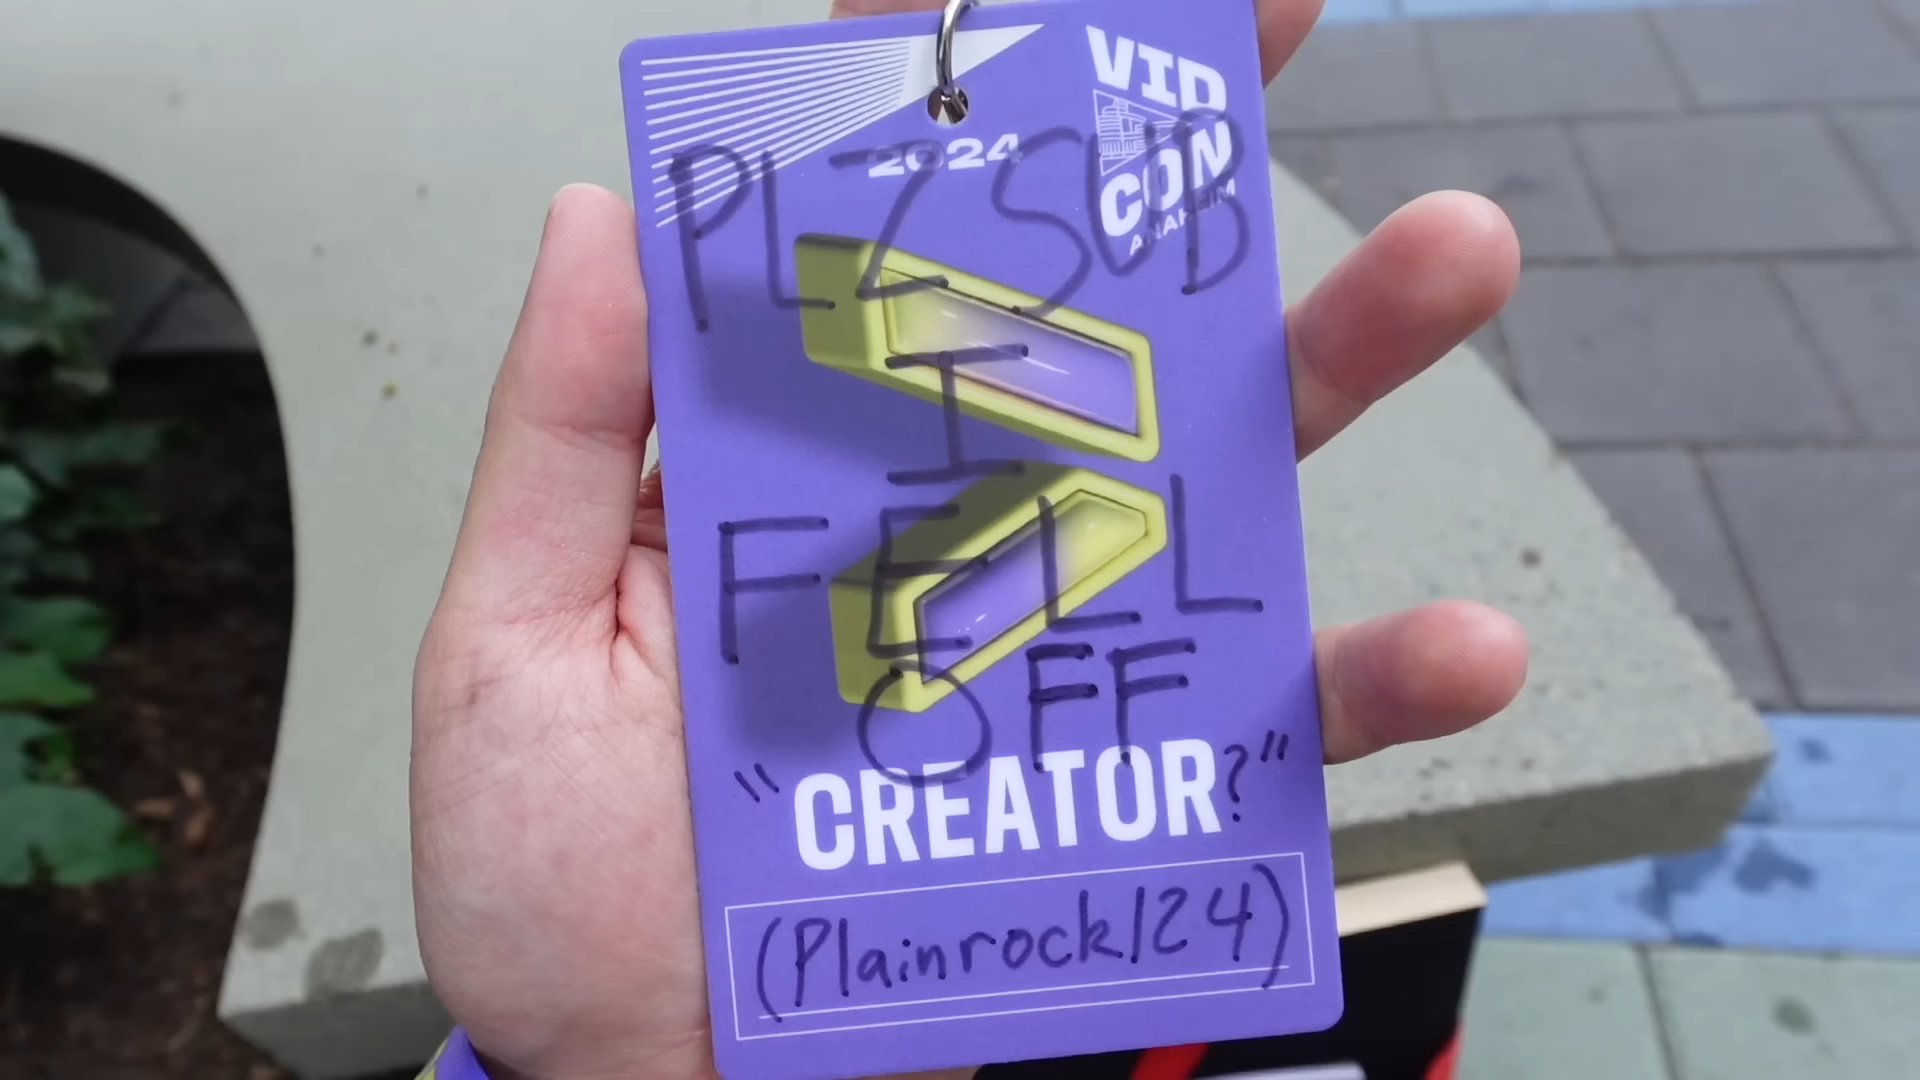 VID
CON
ANAHEIM
2024
PLZ SUB
I
FELL
OFF
"CREATOR?"
(Plainrock124)